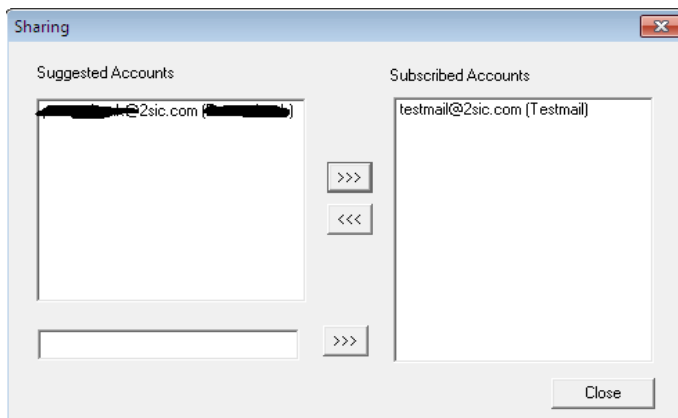 Sharing
Suggested Accounts
@2sic.com (
)
Subscribed Accounts
testmail@2sic.com (Testmail)
>>>
<<<
>>>
Close